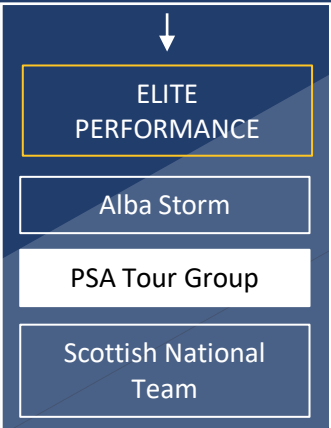 ELITE
PERFORMANCE
Alba Storm
PSA Tour Group
Scottish National
Team